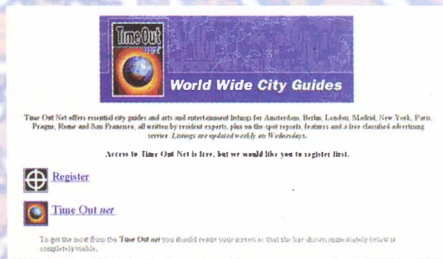 TimeOut
net
World Wide City Guides
Time Out Net offers essential city guides and arts and entertainment listings for Amsterdam, Berlin, London, Madrid, New York, Paris,
Prague, Rome and San Francisco, all written by resident experts, plus on-the-spot reports, features and a free classified advertising
service. Listings are updated weekly on Wednesdays.
Access to Time Out Net is free, but we would like you to register first.
Register
Time Out net
To get the most from the Time Out net you should resize your screen so that the bar shown immediately below is
completely visible.